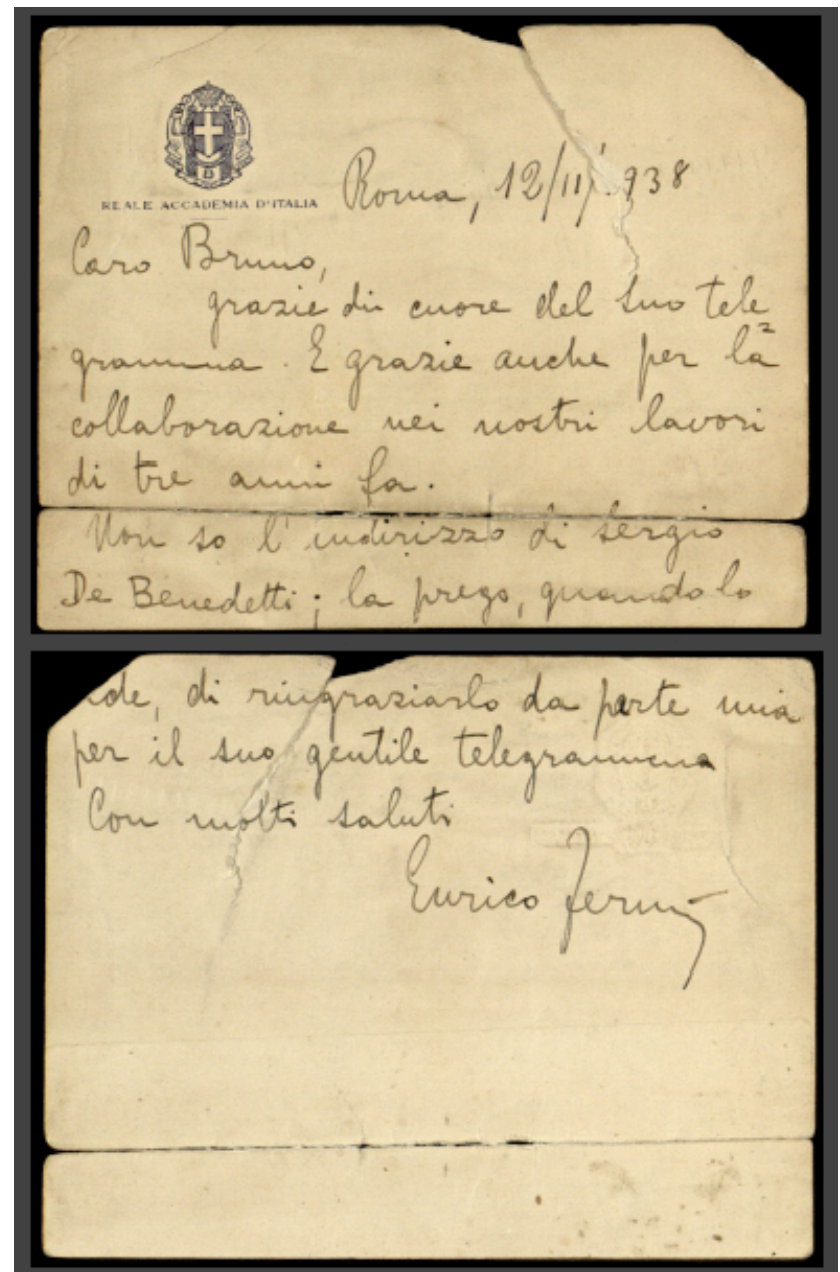 REALE ACCADEMIA D'ITALIA
Roma, 12/11/938
Caro Bruno,
grazie di cuore del suo tele
gramma. E grazie anche per la
collaborazione nei nostri lavori
di tre anni fa.
Non so l'indirizzo di Sergio
De Benedetti; la prego, quando lo
ede, di ringraziarlo da parte mia
per il suo gentile telegramma
Con molti saluti
Enrico Fermi